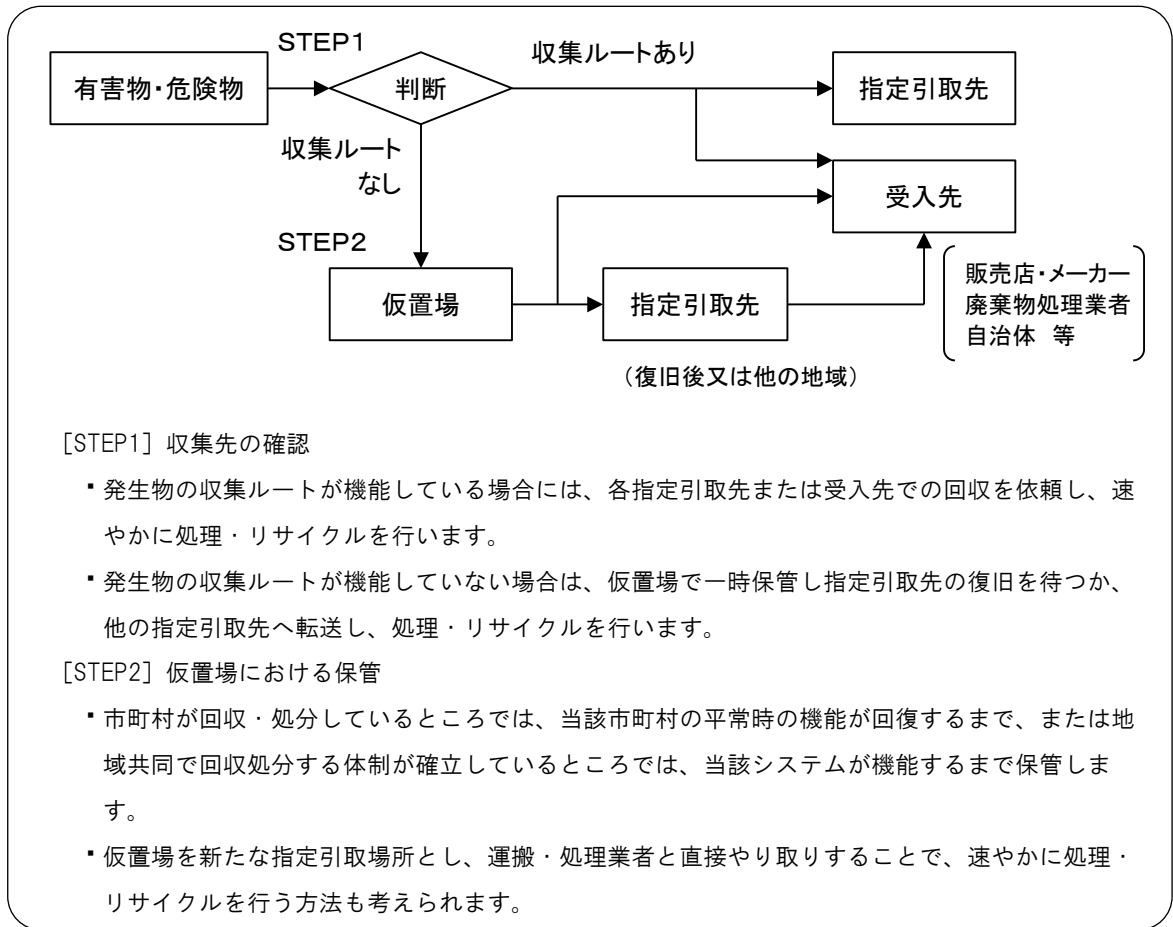 STEP1
収集ルートあり
有害物・危険物
判断
指定引取先
収集ルート
なし
受入先
STEP2
仮置場
指定引取先
販売店・メーカー
廃棄物処理業者
自治体 等
（復旧後又は他の地域）
[STEP1] 収集先の確認
▪発生物の収集ルートが機能している場合には、各指定引取先または受入先での回収を依頼し、速
やかに処理・リサイクルを行います。
▪発生物の収集ルートが機能していない場合は、仮置場で一時保管し指定引取先の復旧を待つか、
他の指定引取先へ転送し、処理・リサイクルを行います。
[STEP2] 仮置場における保管
▪市町村が回収・処分しているところでは、当該市町村の平常時の機能が回復するまで、または地
域共同で回収処分する体制が確立しているところでは、当該システムが機能するまで保管しま
す。
▪仮置場を新たな指定引取場所とし、運搬・処理業者と直接やり取りすることで、速やかに処理・
リサイクルを行う方法も考えられます。